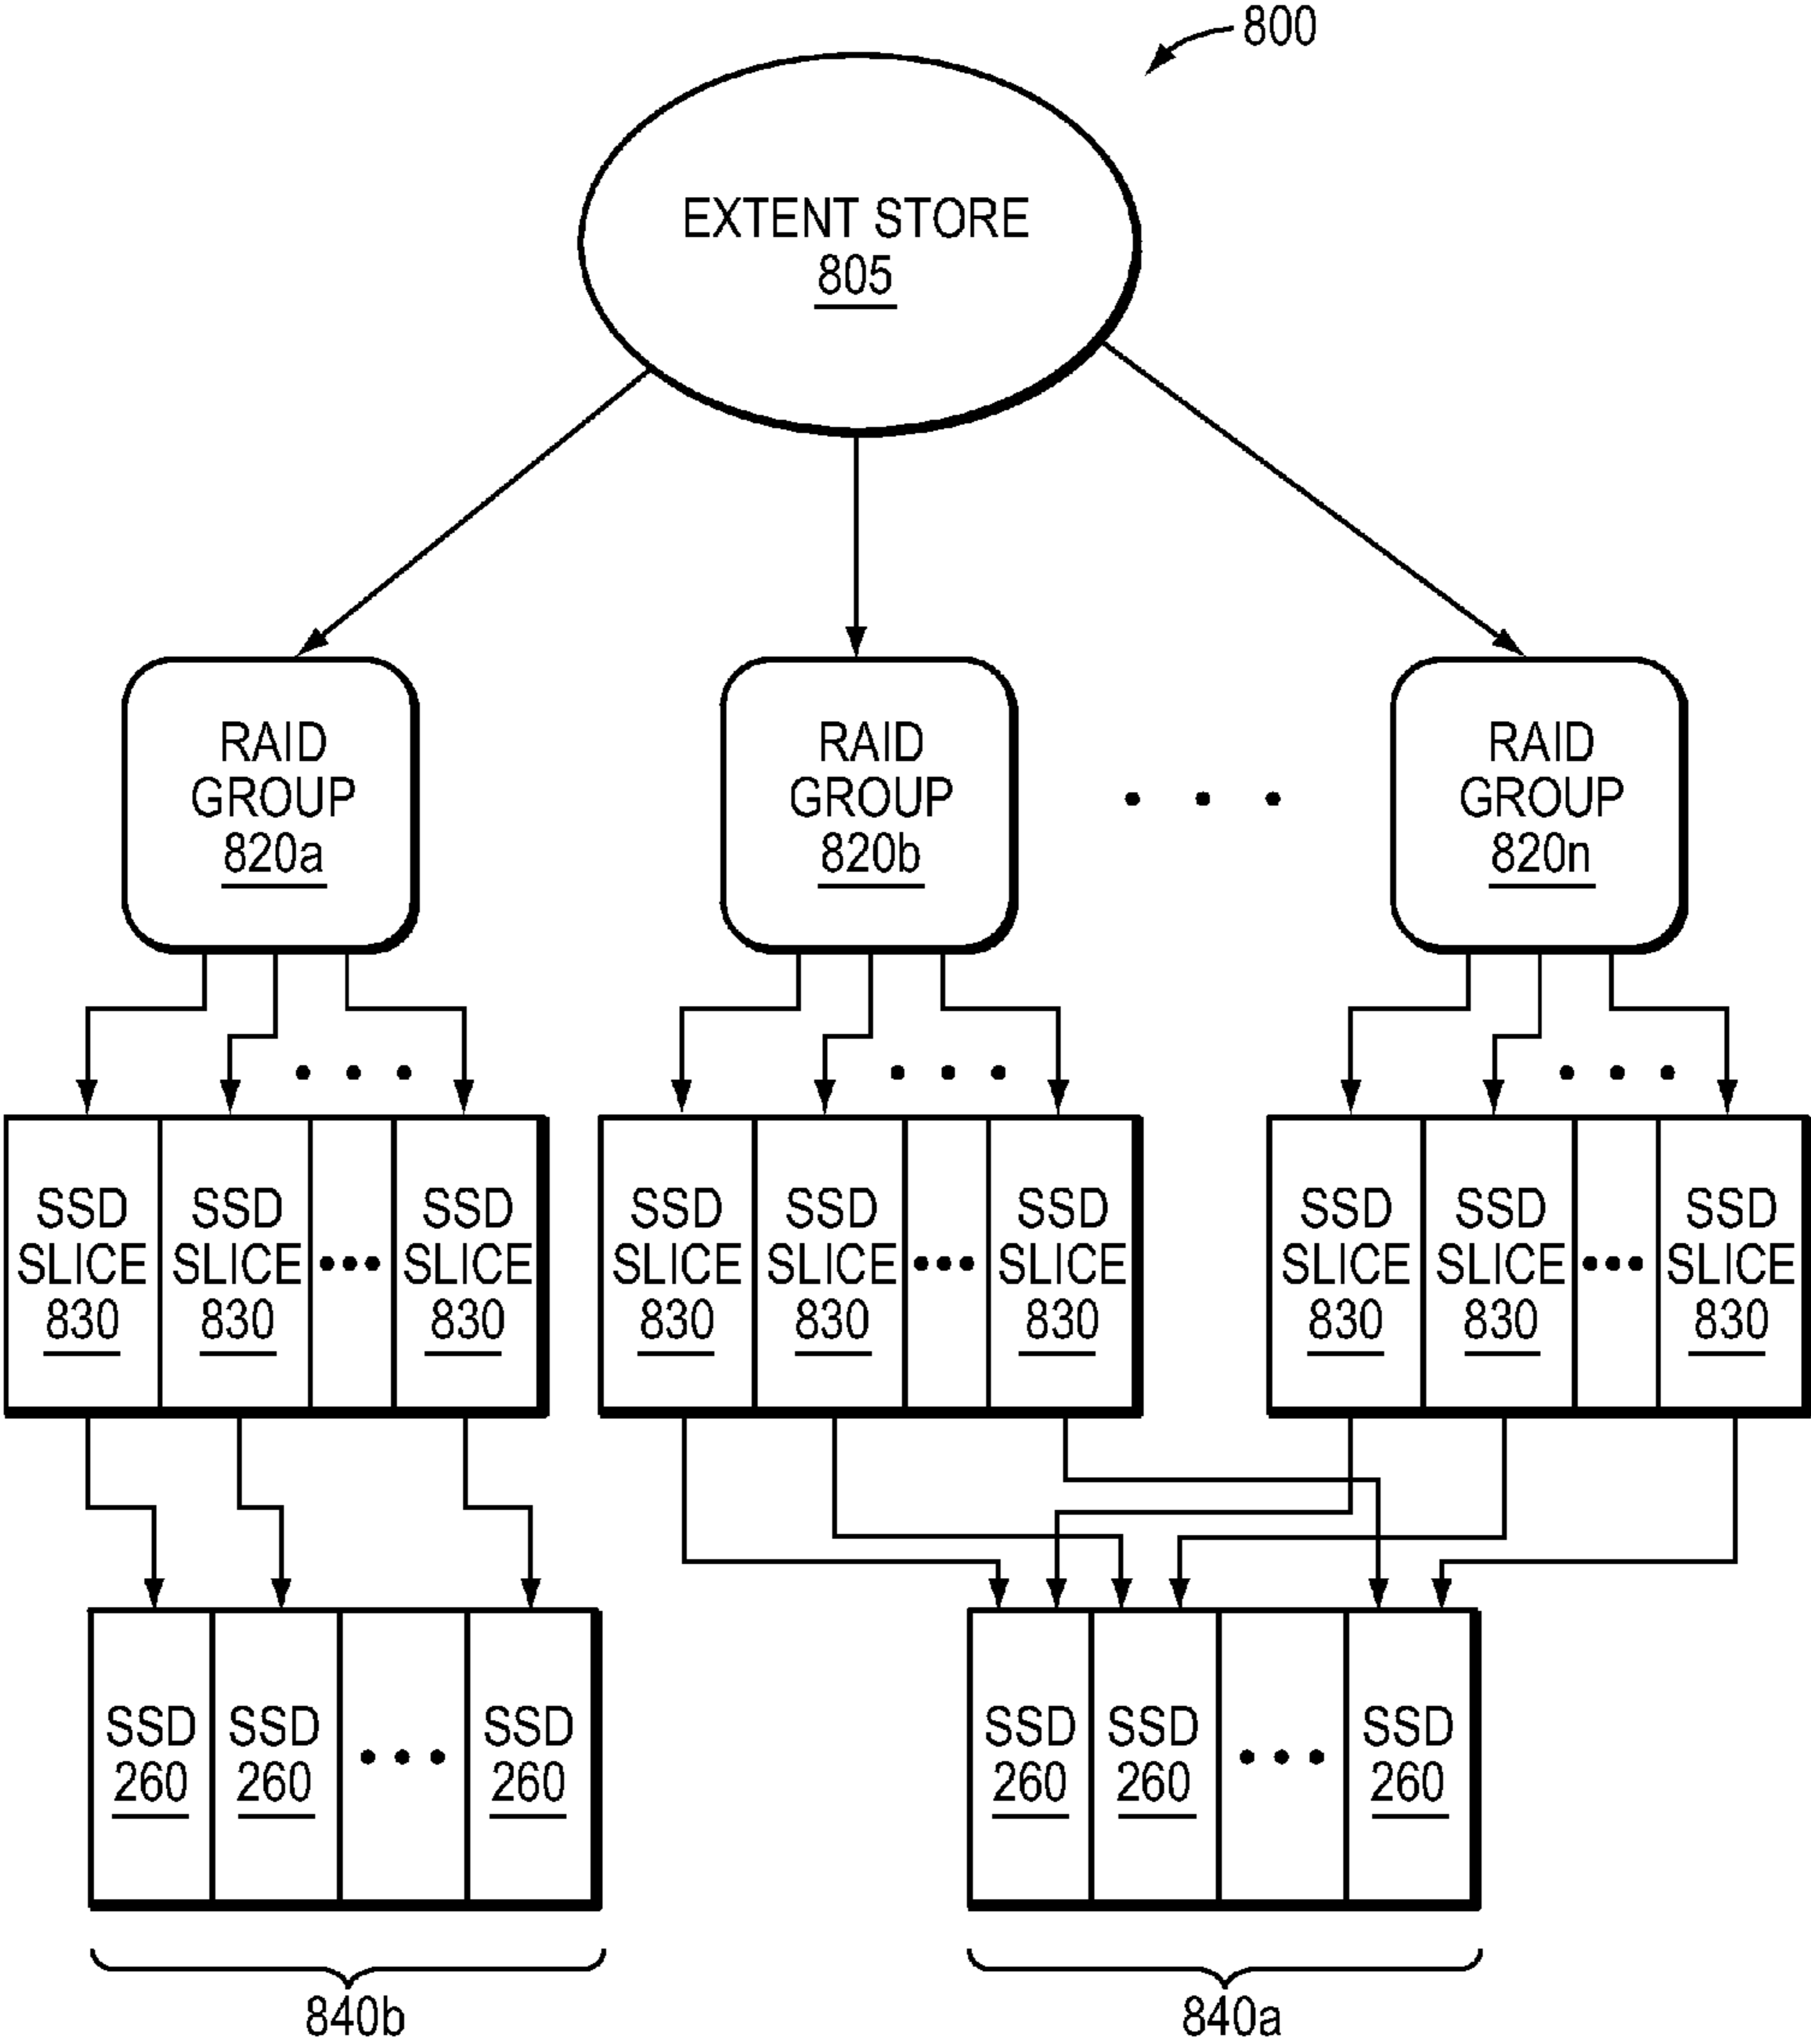 800
EXTENT STORE
805
RAID
GROUP
820a
RAID
GROUP
820b
RAID
GROUP
820n
SSD
SLICE
830
SSD
SLICE
830
SSD
SLICE
830
SSD
SLICE
830
SSD
SLICE
830
SSD
SLICE
830
SSD
SLICE
830
SSD
SLICE
830
SSD
SLICE
830
SSD
260
SSD
260
SSD
260
SSD
260
SSD
260
SSD
260
840b
840a